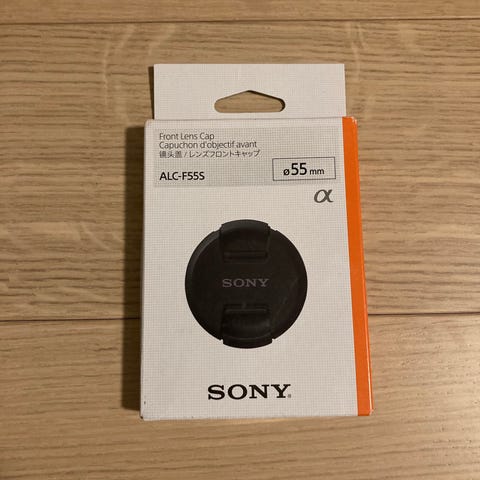 Front Lens Cap
Capuchon d'objectif avant
镜头盖 / レンズフロントキャップ
ALC-F55S
ø55 mm
α
SONY
SONY®